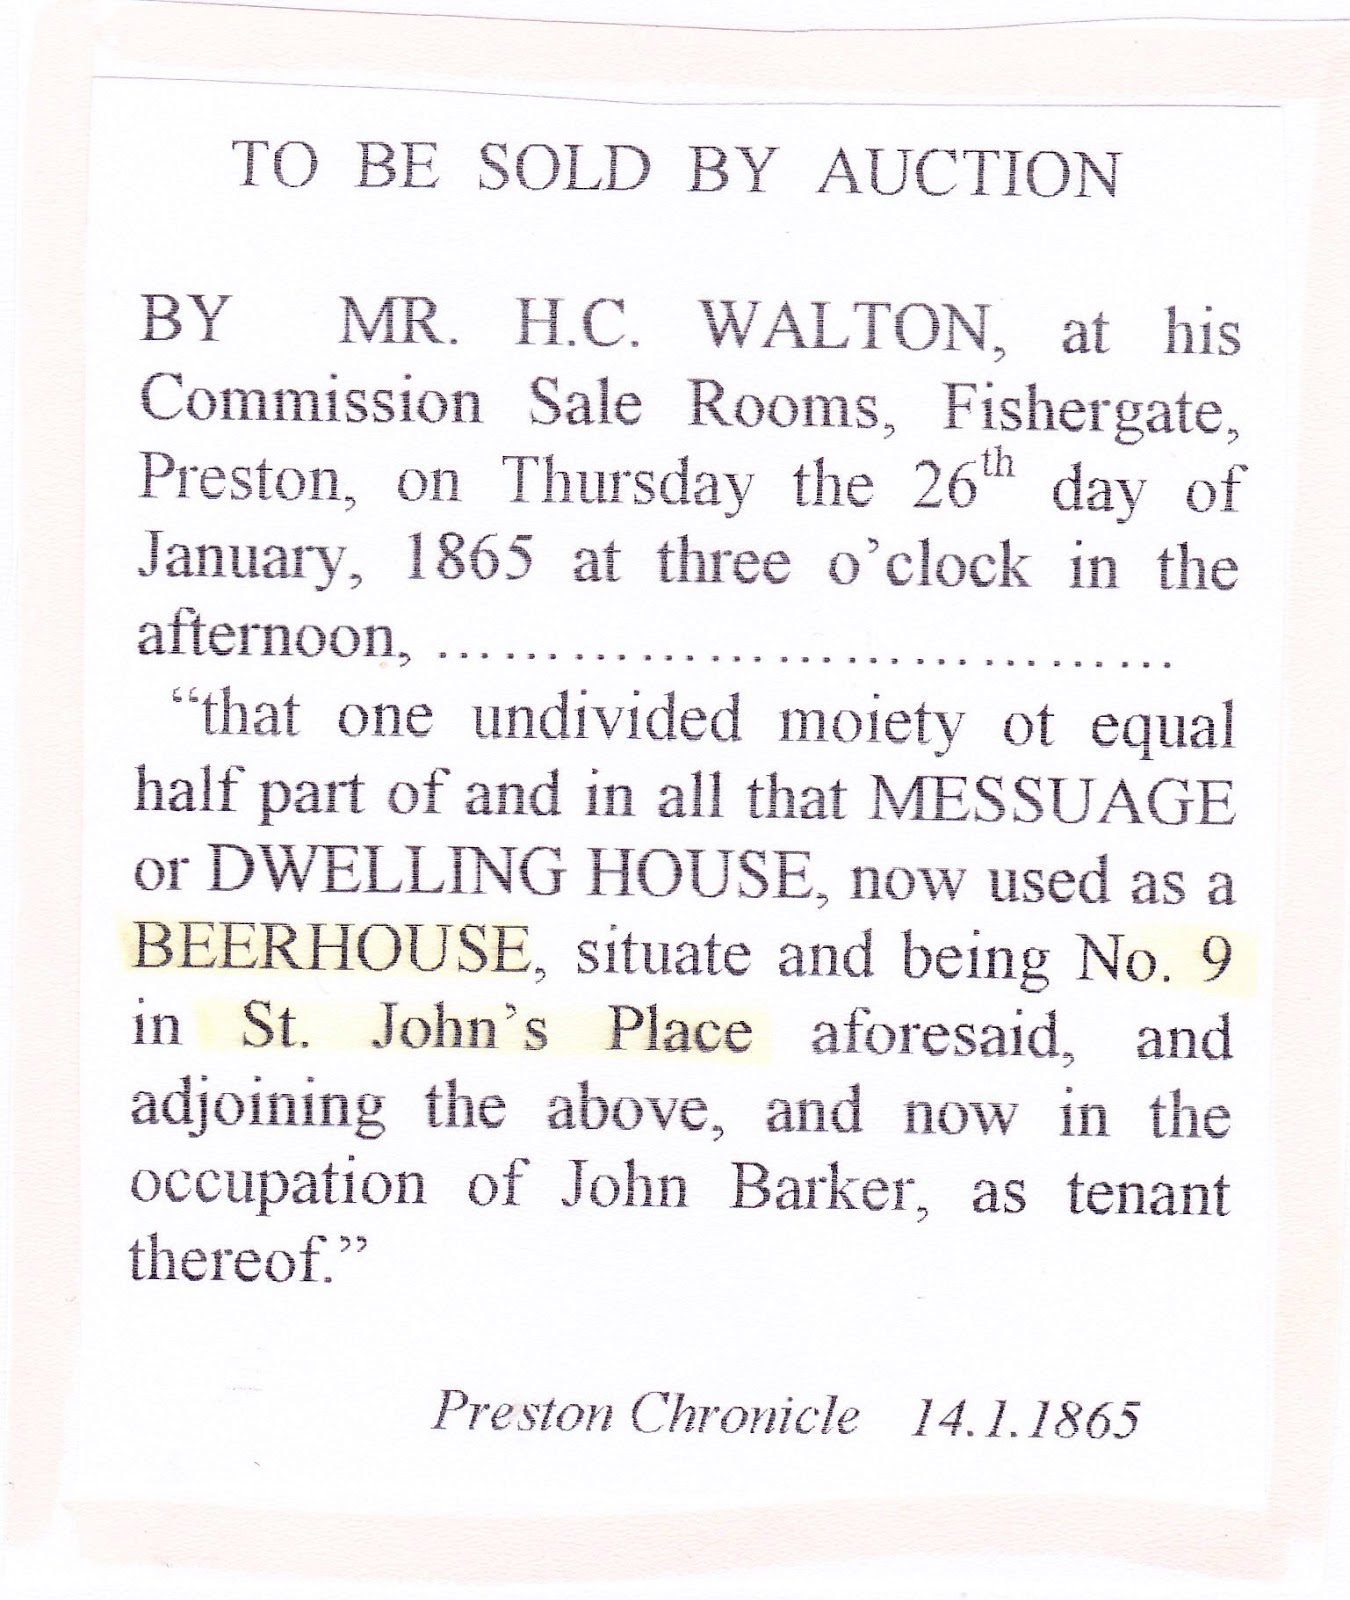 TO BE SOLD BY AUCTION
BY MR. H.C. WALTON, at his
Commission Sale Rooms, Fishergate,
Preston, on Thursday the 26th day of
January, 1865 at three o’clock in the
afternoon, ……………………………
“that one undivided moiety ot equal
half part of and in all that MESSUAGE
or DWELLING HOUSE, now used as a
BEERHOUSE, situate and being No. 9
in St. John’s Place aforesaid, and
adjoining the above, and now in the
occupation of John Barker, as tenant
thereof.”
Preston Chronicle 14.1.1865